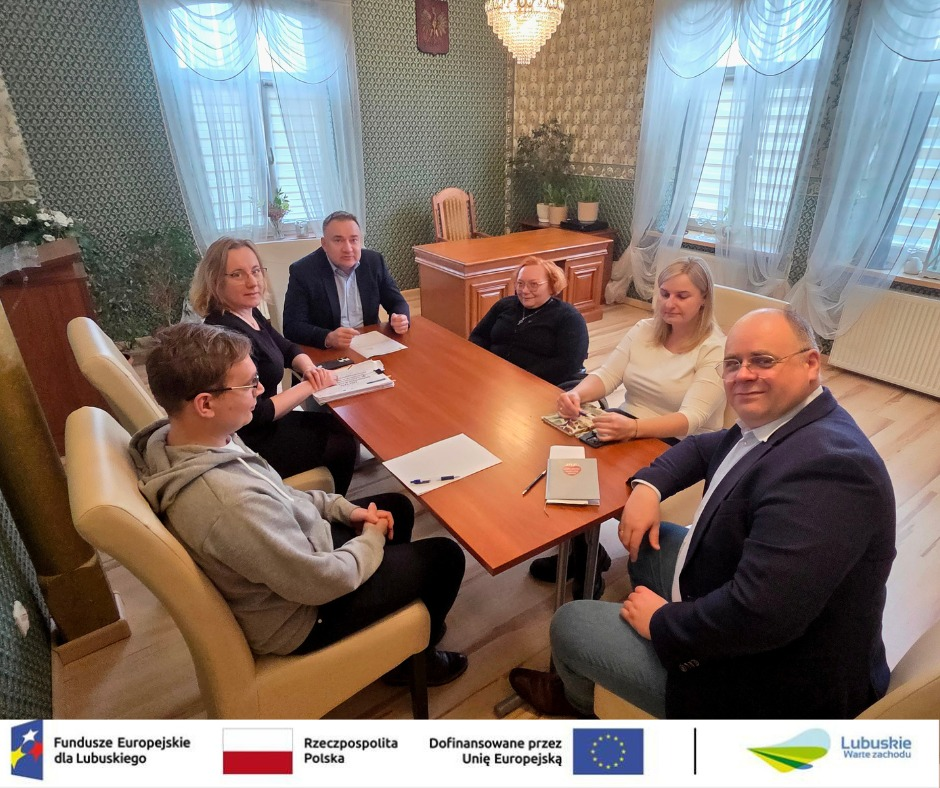 Fundusze Europejskie
dla Lubuskiego
Rzeczpospolita
Polska
Dofinansowane przez
Unię Europejską
Lubuskie
Warte zachodu